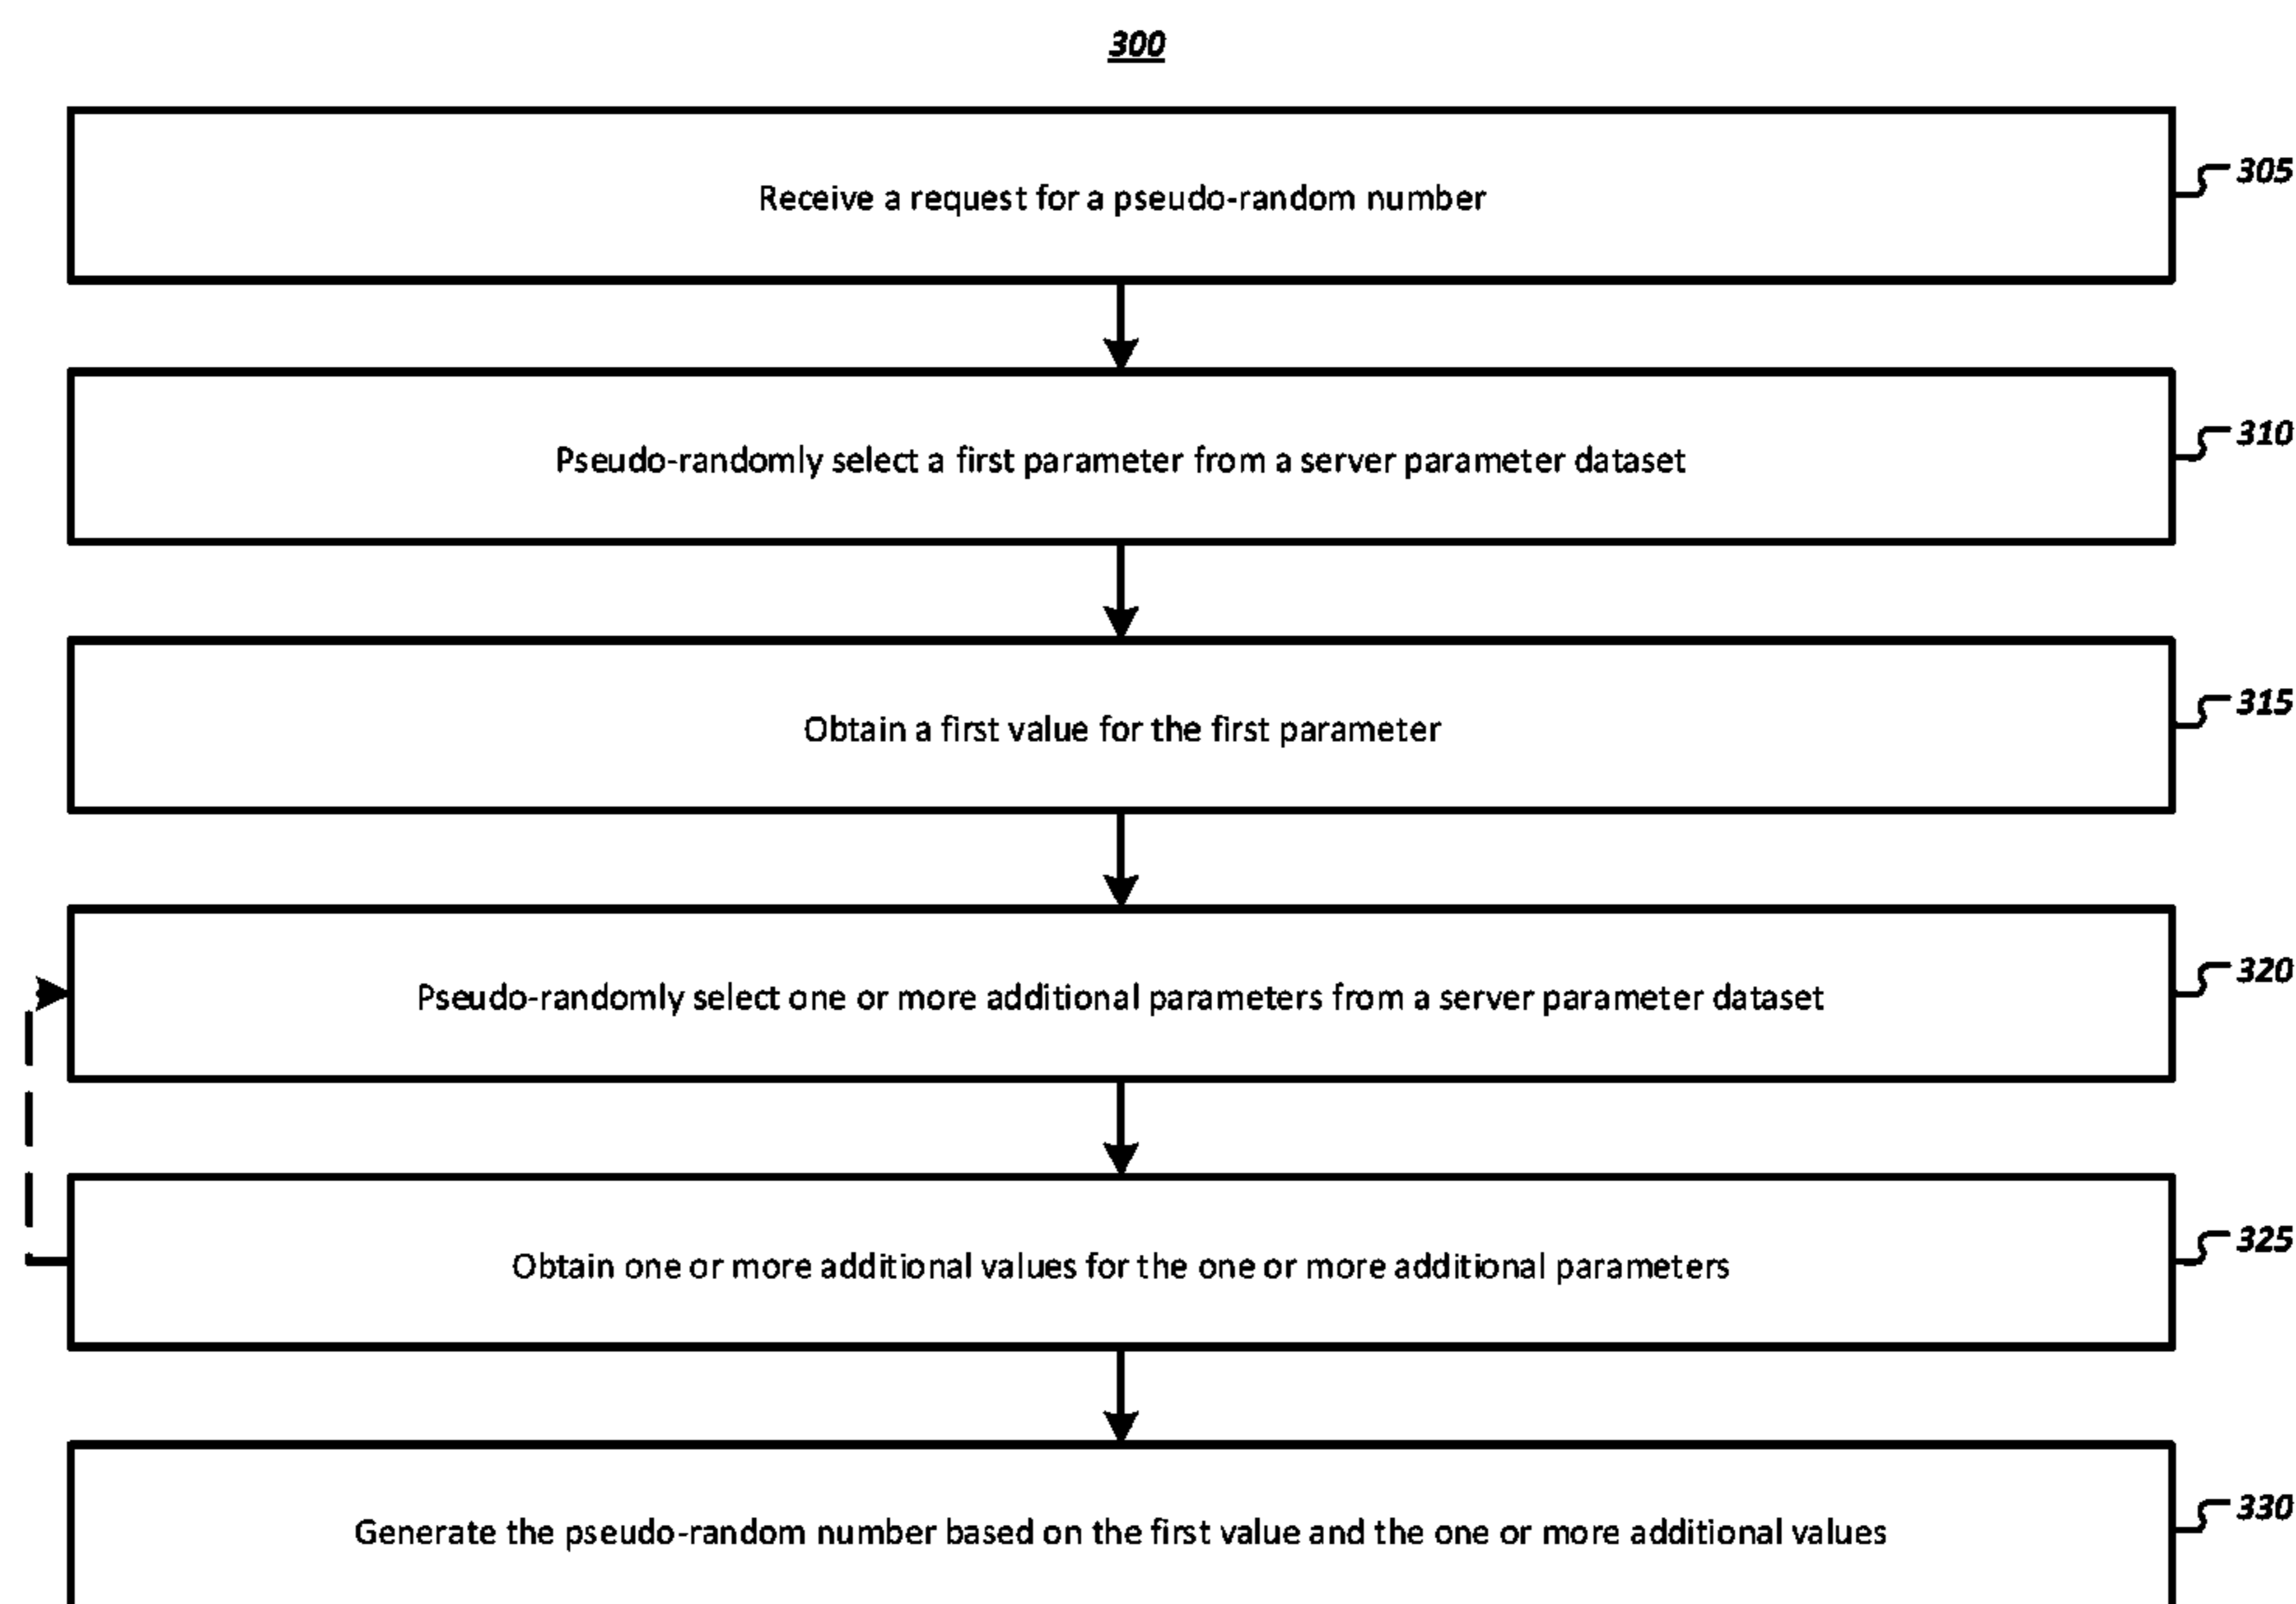 300
Receive a request for a pseudo-random number
305
Pseudo-randomly select a first parameter from a server parameter dataset
310
Obtain a first value for the first parameter
315
Pseudo-randomly select one or more additional parameters from a server parameter dataset
320
Obtain one or more additional values for the one or more additional parameters
325
Generate the pseudo-random number based on the first value and the one or more additional values
330